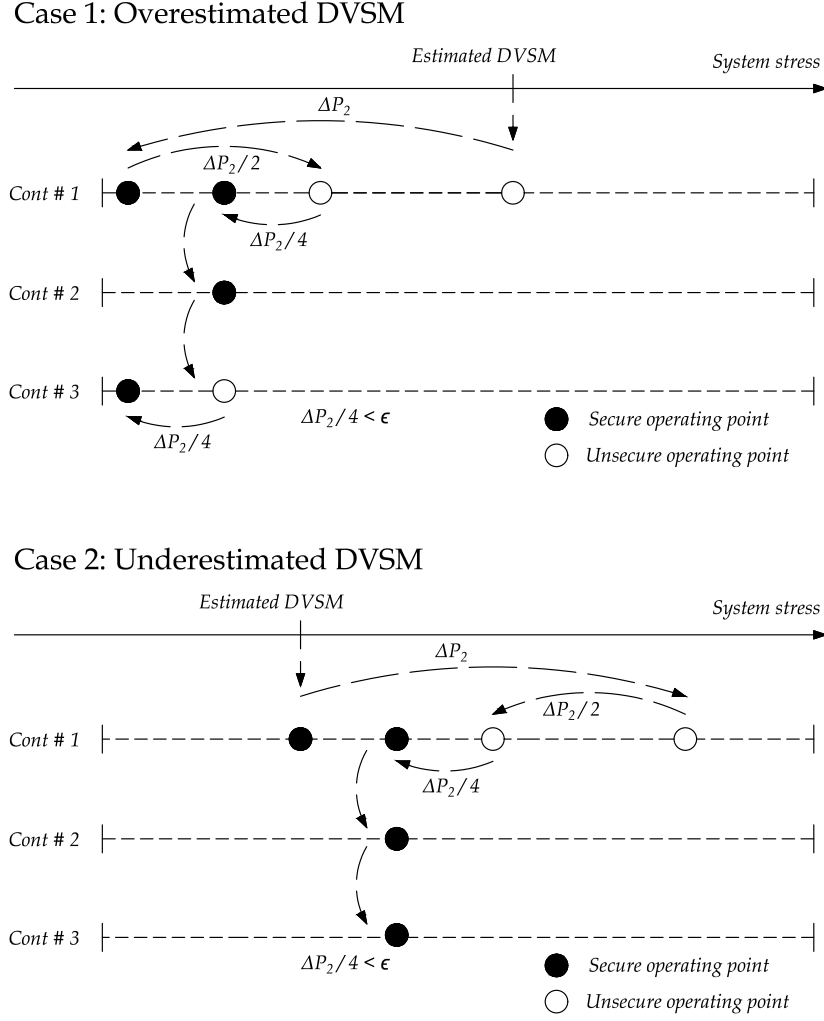 Case 1: Overestimated DVSM
Estimated DVSM
System stress
ΔP₂
ΔP₂/2
Cont # 1
ΔP₂/4
Cont # 2
Cont # 3
ΔP₂/4 < ϵ
Secure operating point
ΔP₂/4
Unsecure operating point
Case 2: Underestimated DVSM
Estimated DVSM
System stress
ΔP₂
ΔP₂/2
Cont # 1
ΔP₂/4
Cont # 2
Cont # 3
ΔP₂/4 < ϵ
Secure operating point
Unsecure operating point